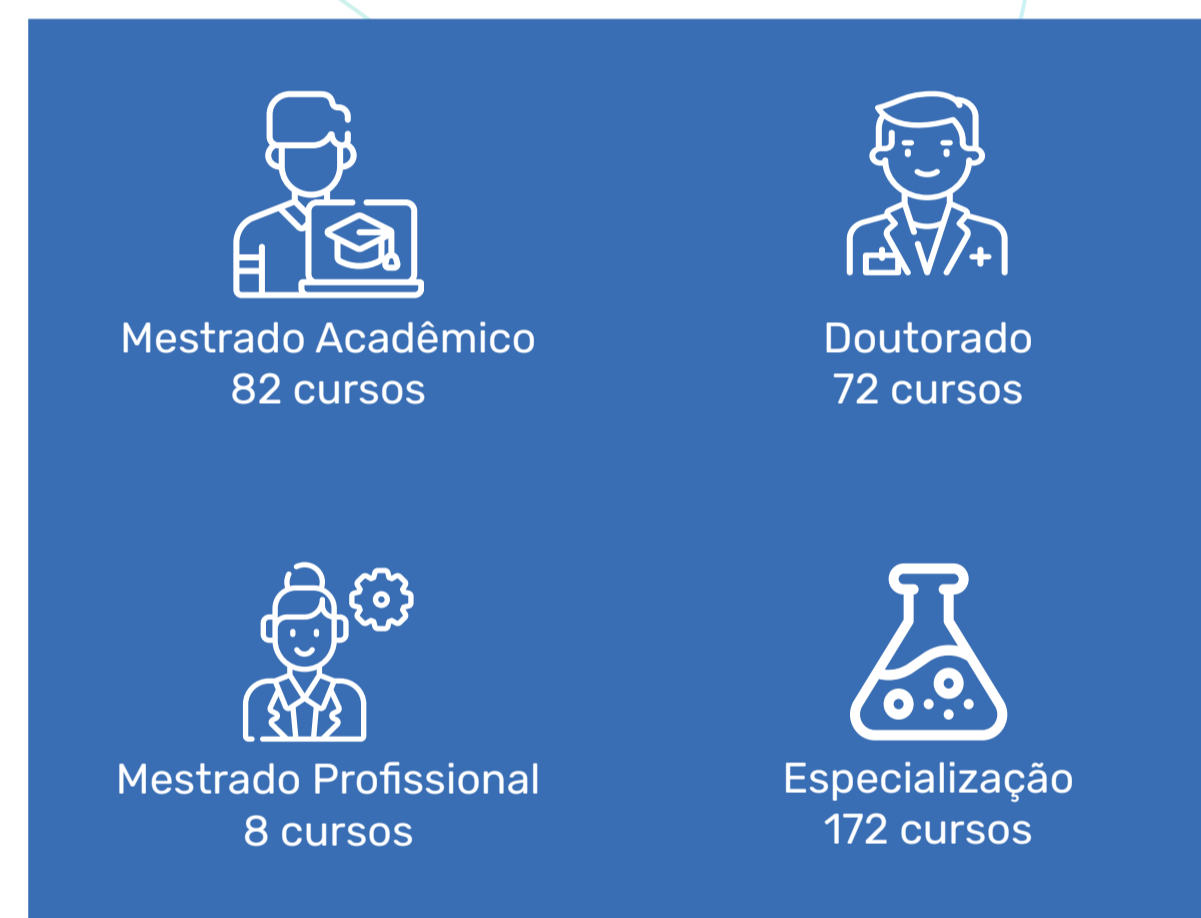 Mestrado Acadêmico
82 cursos
Doutorado
72 cursos
Mestrado Profissional
8 cursos
Especialização
172 cursos